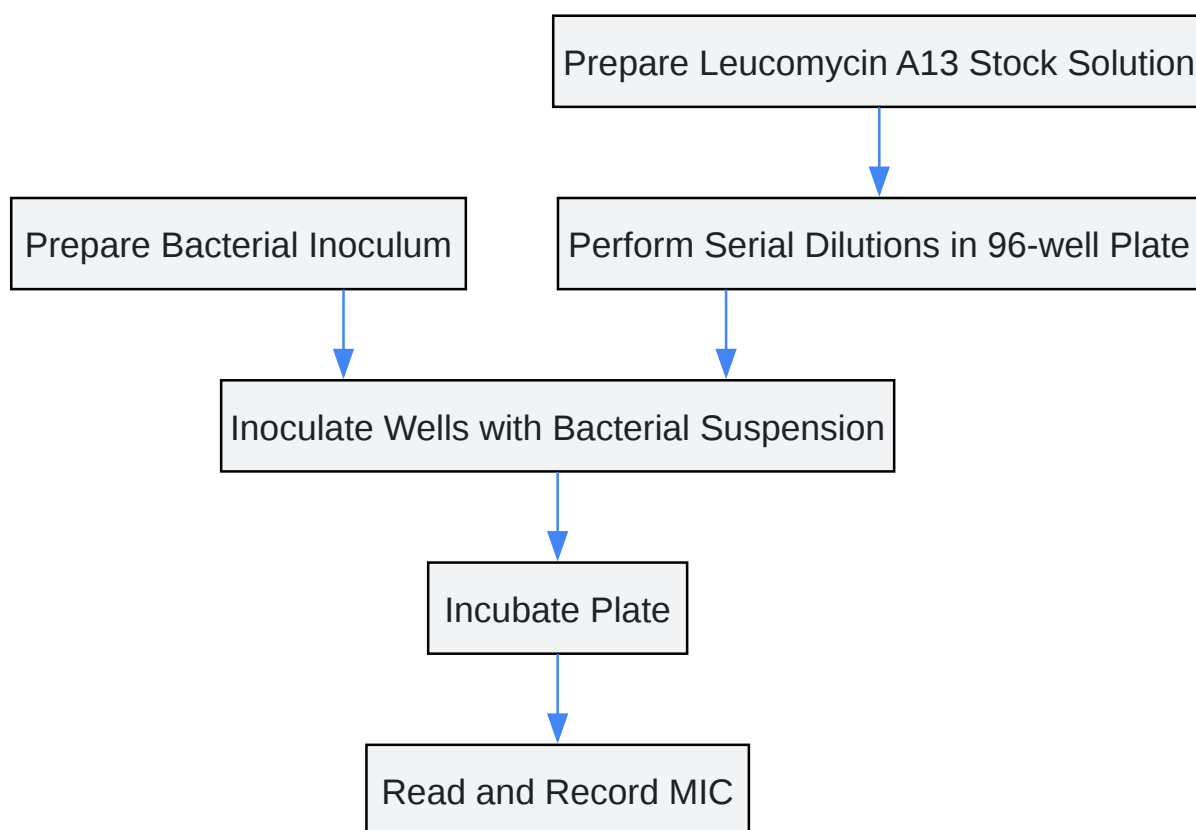 Prepare Leucomycin A13 Stock Solution
Prepare Bacterial Inoculum
Perform Serial Dilutions in 96-well Plate
Inoculate Wells with Bacterial Suspension
Incubate Plate
Read and Record MIC